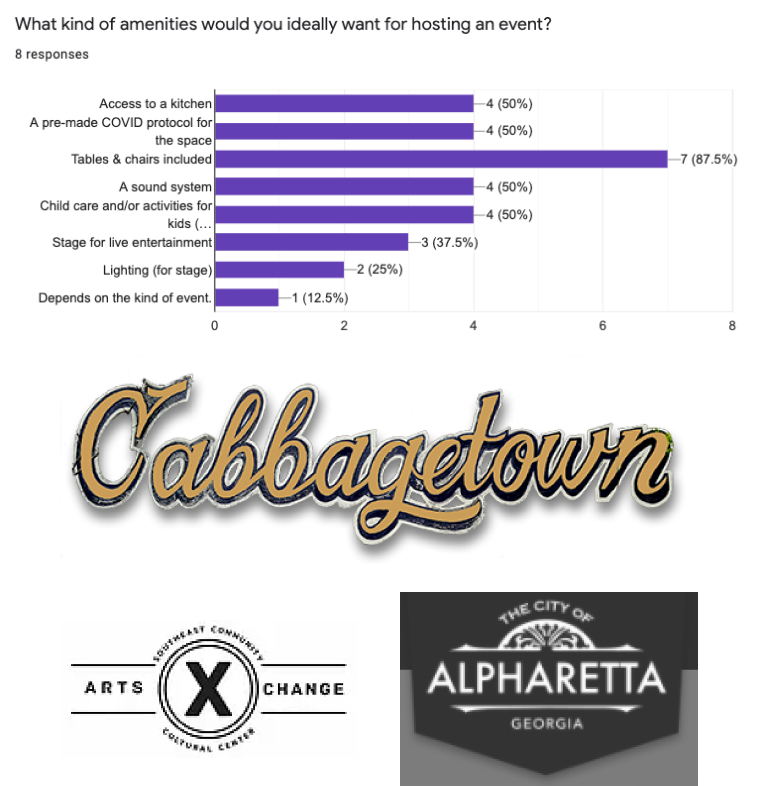 What kind of amenities would you ideally want for hosting an event?
8 responses
Access to a kitchen
4 (50%)
A pre-made COVID protocol for
the space
4 (50%)
Tables & chairs included
7 (87.5%)
A sound system
4 (50%)
Child care and/or activities for
kids (…
4 (50%)
Stage for live entertainment
3 (37.5%)
Lighting (for stage)
2 (25%)
Depends on the kind of event.
1 (12.5%)
0 2 4 6 8
Cabbagetown
SOUTHEAST COMMUNITY
ARTS X CHANGE
CULTURAL CENTER
THE CITY OF
ALPHARETTA
GEORGIA